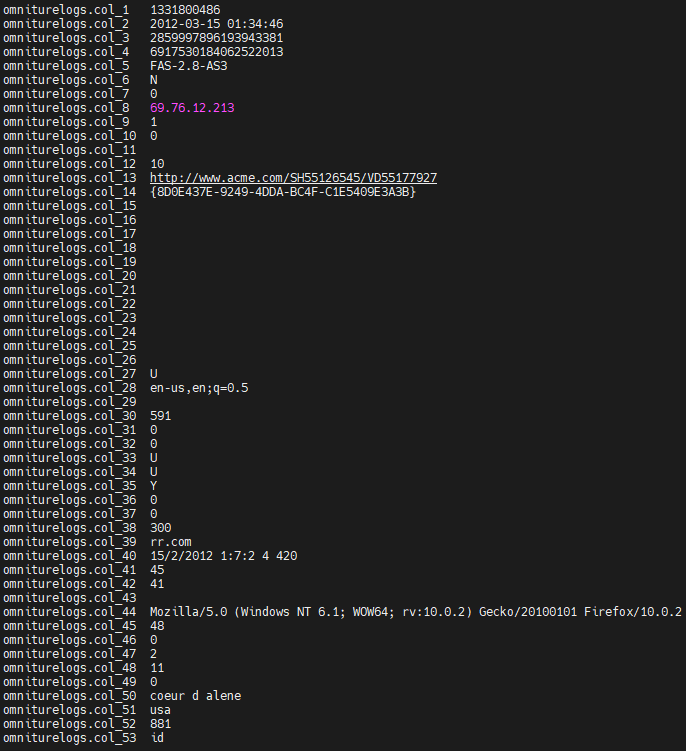 omniturelogs.col_1 1331800486
omniturelogs.col_2 2012-03-15 01:34:46
omniturelogs.col_3 2859997896193943381
omniturelogs.col_4 6917530184062522013
omniturelogs.col_5 FAS-2.8-AS3
omniturelogs.col_6 N
omniturelogs.col_7 0
omniturelogs.col_8 69.76.12.213
omniturelogs.col_9 1
omniturelogs.col_10 0
omniturelogs.col_11
omniturelogs.col_12 10
omniturelogs.col_13 http://www.acme.com/SH55126545/VD55177927
omniturelogs.col_14 {8D0E437E-9249-4DDA-BC4F-C1E5409E3A3B}
omniturelogs.col_15
omniturelogs.col_16
omniturelogs.col_17
omniturelogs.col_18
omniturelogs.col_19
omniturelogs.col_20
omniturelogs.col_21
omniturelogs.col_22
omniturelogs.col_23
omniturelogs.col_24
omniturelogs.col_25
omniturelogs.col_26
omniturelogs.col_27 U
omniturelogs.col_28 en-us,en;q=0.5
omniturelogs.col_29
omniturelogs.col_30 591
omniturelogs.col_31 0
omniturelogs.col_32 0
omniturelogs.col_33 U
omniturelogs.col_34 U
omniturelogs.col_35 Y
omniturelogs.col_36 0
omniturelogs.col_37 0
omniturelogs.col_38 300
omniturelogs.col_39 rr.com
omniturelogs.col_40 15/2/2012 1:7:2 4 420
omniturelogs.col_41 45
omniturelogs.col_42 41
omniturelogs.col_43
omniturelogs.col_44 Mozilla/5.0 (Windows NT 6.1; WOW64; rv:10.0.2) Gecko/20100101 Firefox/10.0.2
omniturelogs.col_45 48
omniturelogs.col_46 0
omniturelogs.col_47 2
omniturelogs.col_48 11
omniturelogs.col_49 0
omniturelogs.col_50 coeur d alene
omniturelogs.col_51 usa
omniturelogs.col_52 881
omniturelogs.col_53 id